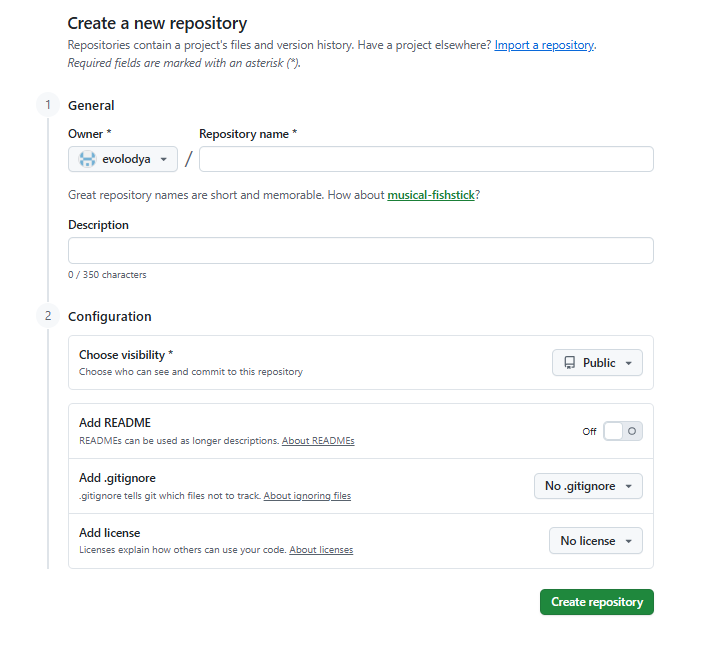 Create a new repository
Repositories contain a project's files and version history. Have a project elsewhere? Import a repository.
Required fields are marked with an asterisk (*).
1 General
Owner * Repository name *
evolodya /
Great repository names are short and memorable. How about musical-fishstick?
Description
0 / 350 characters
2 Configuration
Choose visibility * Public
Choose who can see and commit to this repository
Add README
READMEs can be used as longer descriptions. About READMEs Off
Add .gitignore
.gitignore tells git which files not to track. About ignoring files No .gitignore
Add license
Licenses explain how others can use your code. About licenses No license
Create repository